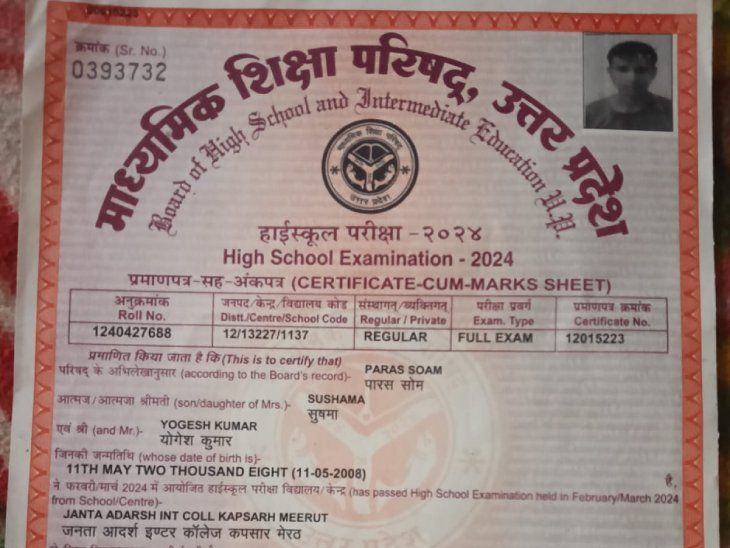 क्रमांक (Sr. No.)
0393732
माध्यमिक शिक्षा परिषद्, उत्तर प्रदेश
Board of High School and Intermediate Education U.P.
माध्यमिक शिक्षा परिषद्
उत्तर प्रदेश
हाईस्कूल परीक्षा -२०२४
High School Examination - 2024
प्रमाणपत्र-सह-अंकपत्र (CERTIFICATE-CUM-MARKS SHEET)
अनुक्रमांक जनपद/केन्द्र/विद्यालय कोड संस्थागत/व्यक्तिगत परीक्षा प्रवर्ग प्रमाणपत्र क्रमांक
Roll No. Distt./Centre/School Code Regular / Private Exam. Type Certificate No.
1240427688 12/13227/1137 REGULAR FULL EXAM 12015223
प्रमाणित किया जाता है कि (This is to certify that)
परिषद् के अभिलेखानुसार (according to the Board's record)- PARAS SOAM
पारस सोम
आत्मज/आत्मजा श्रीमती (son/daughter of Mrs.)- SUSHAMA
सुषमा
एवं श्री (and Mr.)- YOGESH KUMAR
योगेश कुमार
जिनकी जन्मतिथि (whose date of birth is)-
11TH MAY TWO THOUSAND EIGHT (11-05-2008) है,
ने फरवरी/मार्च 2024 में आयोजित हाईस्कूल परीक्षा विद्यालय/केन्द्र (has passed High School Examination held in February/March 2024
from School/Centre)-
JANTA ADARSH INT COLL KAPSARH MEERUT
जनता आदर्श इण्टर कॉलेज कपसार मेरठ